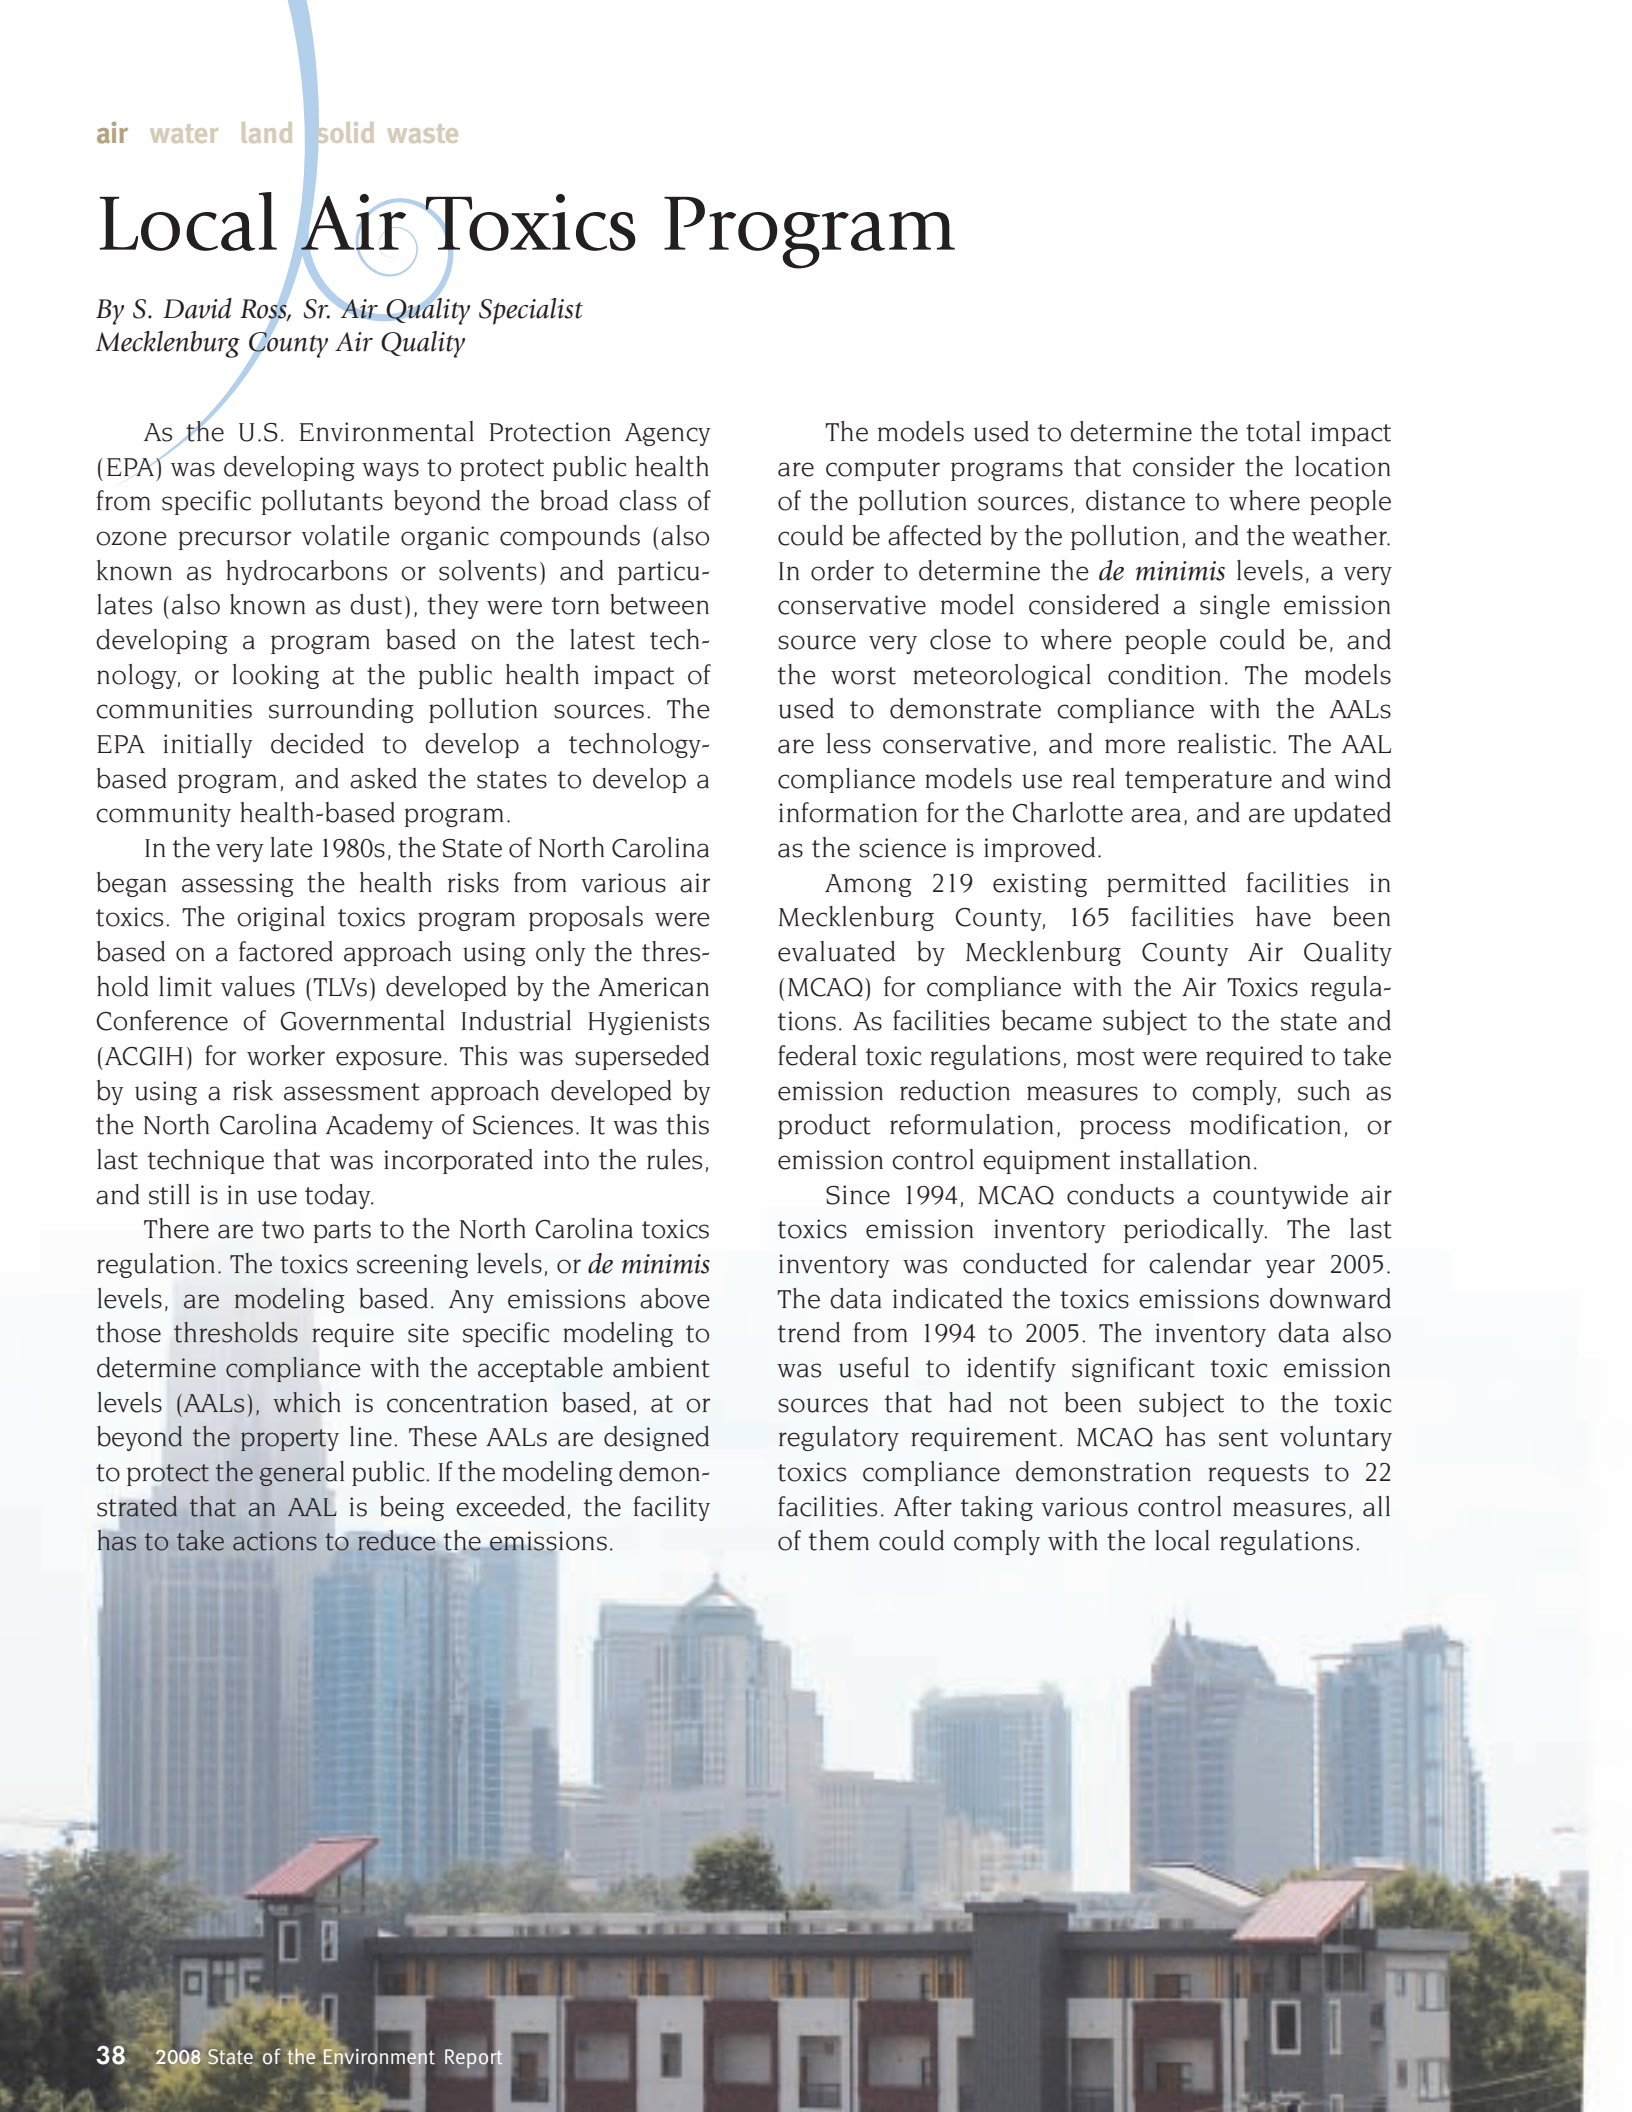 air water land solid waste
Local Air Toxics Program
By S. David Ross, Sr. Air Quality Specialist
Mecklenburg County Air Quality
As the U.S. Environmental Protection Agency
(EPA) was developing ways to protect public health
from specific pollutants beyond the broad class of
ozone precursor volatile organic compounds (also
known as hydrocarbons or solvents) and particu-
lates (also known as dust), they were torn between
developing a program based on the latest tech-
nology, or looking at the public health impact of
communities surrounding pollution sources. The
EPA initially decided to develop a technology-
based program, and asked the states to develop a
community health-based program.
In the very late 1980s, the State of North Carolina
began assessing the health risks from various air
toxics. The original toxics program proposals were
based on a factored approach using only the thres-
hold limit values (TLVs) developed by the American
Conference of Governmental Industrial Hygienists
(ACGIH) for worker exposure. This was superseded
by using a risk assessment approach developed by
the North Carolina Academy of Sciences. It was this
last technique that was incorporated into the rules,
and still is in use today.
There are two parts to the North Carolina toxics
regulation. The toxics screening levels, or de minimis
levels, are modeling based. Any emissions above
those thresholds require site specific modeling to
determine compliance with the acceptable ambient
levels (AALs), which is concentration based, at or
beyond the property line. These AALs are designed
to protect the general public. If the modeling demon-
strated that an AAL is being exceeded, the facility
has to take actions to reduce the emissions.
The models used to determine the total impact
are computer programs that consider the location
of the pollution sources, distance to where people
could be affected by the pollution, and the weather.
In order to determine the de minimis levels, a very
conservative model considered a single emission
source very close to where people could be, and
the worst meteorological condition. The models
used to demonstrate compliance with the AALs
are less conservative, and more realistic. The AAL
compliance models use real temperature and wind
information for the Charlotte area, and are updated
as the science is improved.
Among 219 existing permitted facilities in
Mecklenburg County, 165 facilities have been
evaluated by Mecklenburg County Air Quality
(MCAQ) for compliance with the Air Toxics regula-
tions. As facilities became subject to the state and
federal toxic regulations, most were required to take
emission reduction measures to comply, such as
product reformulation, process modification, or
emission control equipment installation.
Since 1994, MCAQ conducts a countywide air
toxics emission inventory periodically. The last
inventory was conducted for calendar year 2005.
The data indicated the toxics emissions downward
trend from 1994 to 2005. The inventory data also
was useful to identify significant toxic emission
sources that had not been subject to the toxic
regulatory requirement. MCAQ has sent voluntary
toxics compliance demonstration requests to 22
facilities. After taking various control measures, all
of them could comply with the local regulations.
38 2008 State of the Environment Report